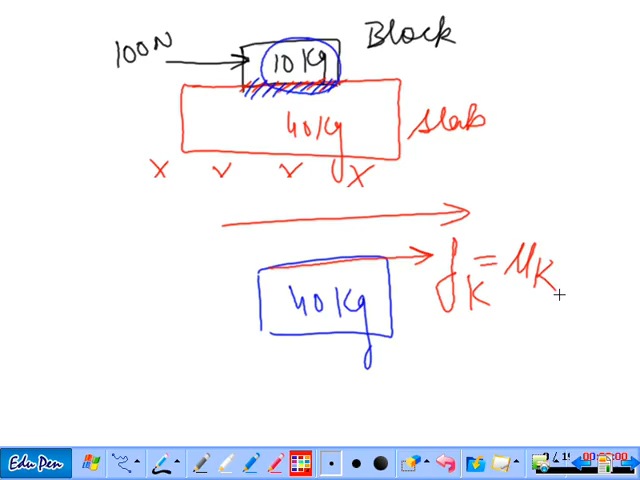 100N
10 Kg
Block
40 Kg
slab
X v v X
40 Kg
fK = μK
Edu Pen